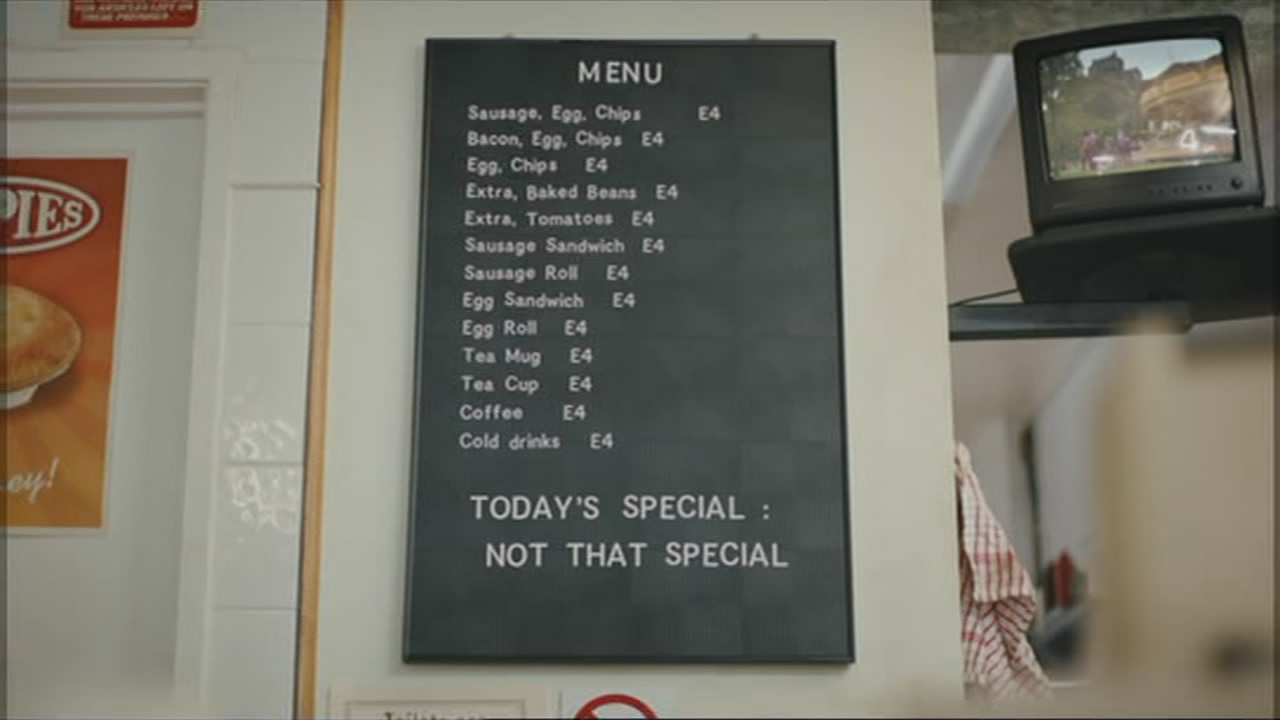 PIES
ey!
MENU
Sausage, Egg, Chips E4
Bacon, Egg, Chips E4
Egg, Chips E4
Extra, Baked Beans E4
Extra, Tomatoes E4
Sausage Sandwich E4
Sausage Roll E4
Egg Sandwich E4
Egg Roll E4
Tea Mug E4
Tea Cup E4
Coffee E4
Cold drinks E4
TODAY'S SPECIAL :
NOT THAT SPECIAL
4